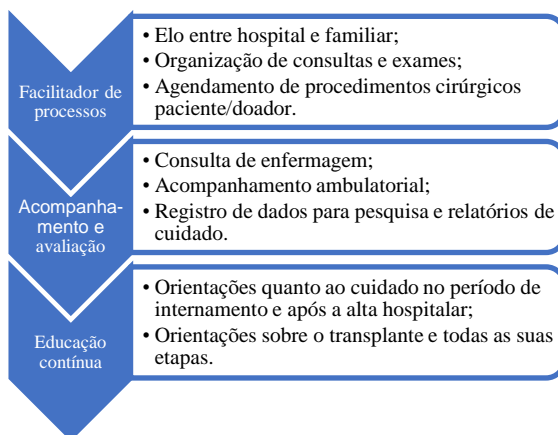 Facilitador de
processos
• Elo entre hospital e familiar;
• Organização de consultas e exames;
• Agendamento de procedimentos cirúrgicos
paciente/doador.
Acompanha-
mento e
avaliação
• Consulta de enfermagem;
• Acompanhamento ambulatorial;
• Registro de dados para pesquisa e relatórios de
cuidado.
Educação
contínua
• Orientações quanto ao cuidado no período de
internamento e após a alta hospitalar;
• Orientações sobre o transplante e todas as suas
etapas.